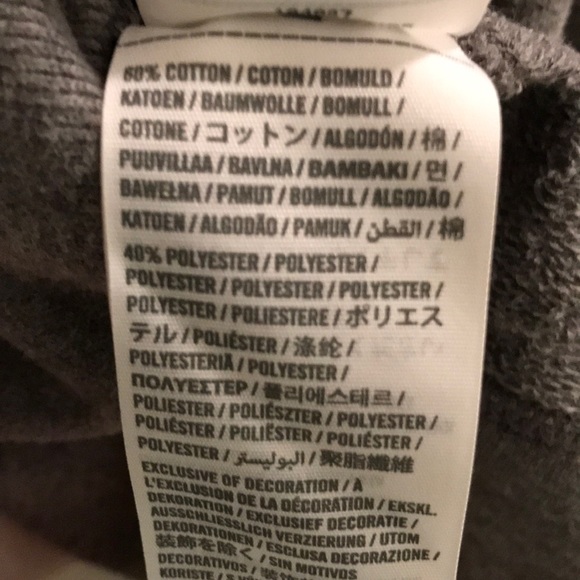 60% COTTON / COTON / BOMULD /
KATOEN / BAUMWOLLE / BOMULL /
COTONE / コットン / ALGODÓN / 棉 /
PUUVILLAA / BAVLNA / BAMBAKI / 면 /
BAWEŁNA / PAMUT / BOMULL / ALGODÃO /
KATOEN / ALGODÃO / PAMUK / القطن / 棉
40% POLYESTER / POLYESTER /
POLYESTER / POLYESTER / POLYESTER /
POLYESTER / POLIESTERE / ポリエス
テル / POLIÉSTER / 涤纶 /
POLYESTERIÄ / POLYESTER /
ΠΟΛΥΕΣΤΕΡ / 폴리에스테르 /
POLIESTER / POLIÉSZTER / POLYESTER /
POLIÉSTER / POLYESTER / POLIÉSTER /
POLYESTER / البوليستر / 聚脂纖維
EXCLUSIVE OF DECORATION / À
L'EXCLUSION DE LA DÉCORATION / EKSKL.
DEKORATION / EXCLUSIEF DECORATIE /
AUSSCHLIESSLICH VERZIERUNG / UTOM
DEKORATIONEN / ESCLUSA DECORAZIONE /
装飾を除く / SIN MOTIVOS
DECORATIVOS /
KORISTE /